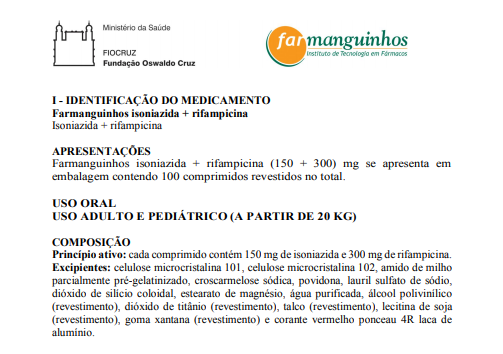 Ministério da Saúde
FIOCRUZ
Fundação Oswaldo Cruz
farmanguinhos
Instituto de Tecnologia em Fármacos
I - IDENTIFICAÇÃO DO MEDICAMENTO
Farmanguinhos isoniazida + rifampicina
Isoniazida + rifampicina
APRESENTAÇÕES
Farmanguinhos isoniazida + rifampicina (150 + 300) mg se apresenta em
embalagem contendo 100 comprimidos revestidos no total.
USO ORAL
USO ADULTO E PEDIÁTRICO (A PARTIR DE 20 KG)
COMPOSIÇÃO
Princípio ativo: cada comprimido contém 150 mg de isoniazida e 300 mg de rifampicina.
Excipientes: celulose microcristalina 101, celulose microcristalina 102, amido de milho
parcialmente pré-gelatinizado, croscarmelose sódica, povidona, lauril sulfato de sódio,
dióxido de silício coloidal, estearato de magnésio, água purificada, álcool polivinílico
(revestimento), dióxido de titânio (revestimento), talco (revestimento), lecitina de soja
(revestimento), goma xantana (revestimento) e corante vermelho ponceau 4R laca de
alumínio.